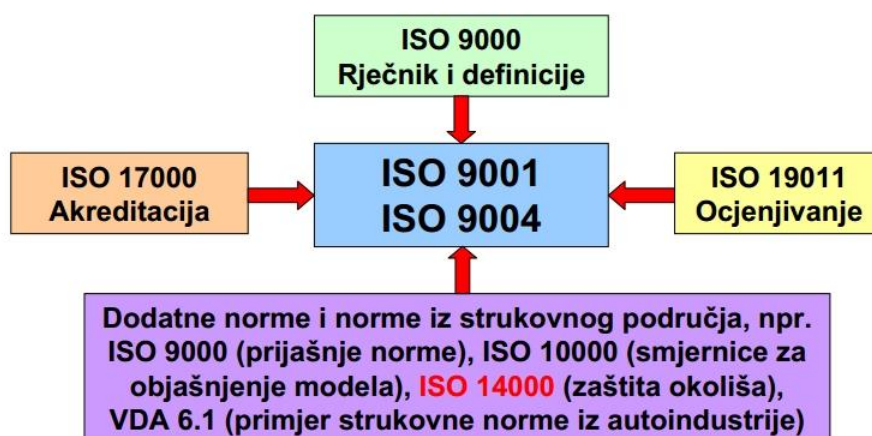 ISO 9000
Rječnik i definicije
ISO 17000
Akreditacija
ISO 9001
ISO 9004
ISO 19011
Ocjenjivanje
Dodatne norme i norme iz strukovnog područja, npr.
ISO 9000 (prijašnje norme), ISO 10000 (smjernice za
objašnjenje modela), ISO 14000 (zaštita okoliša),
VDA 6.1 (primjer strukovne norme iz autoindustrije)